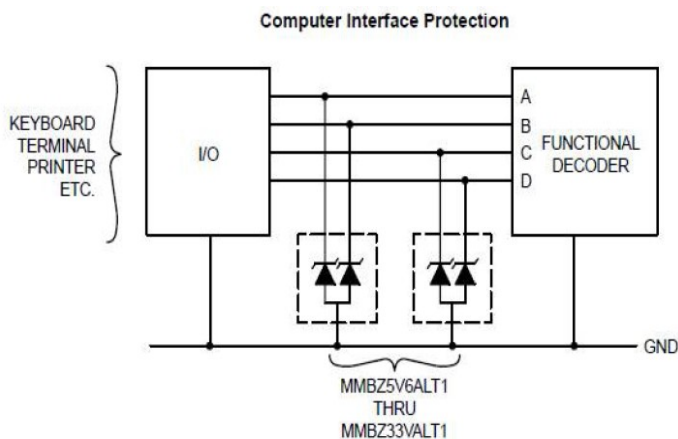 Computer Interface Protection
KEYBOARD
TERMINAL
PRINTER
ETC.
I/O
A
B
C
D
FUNCTIONAL
DECODER
GND
MMBZ5V6ALT1
THRU
MMBZ33VALT1